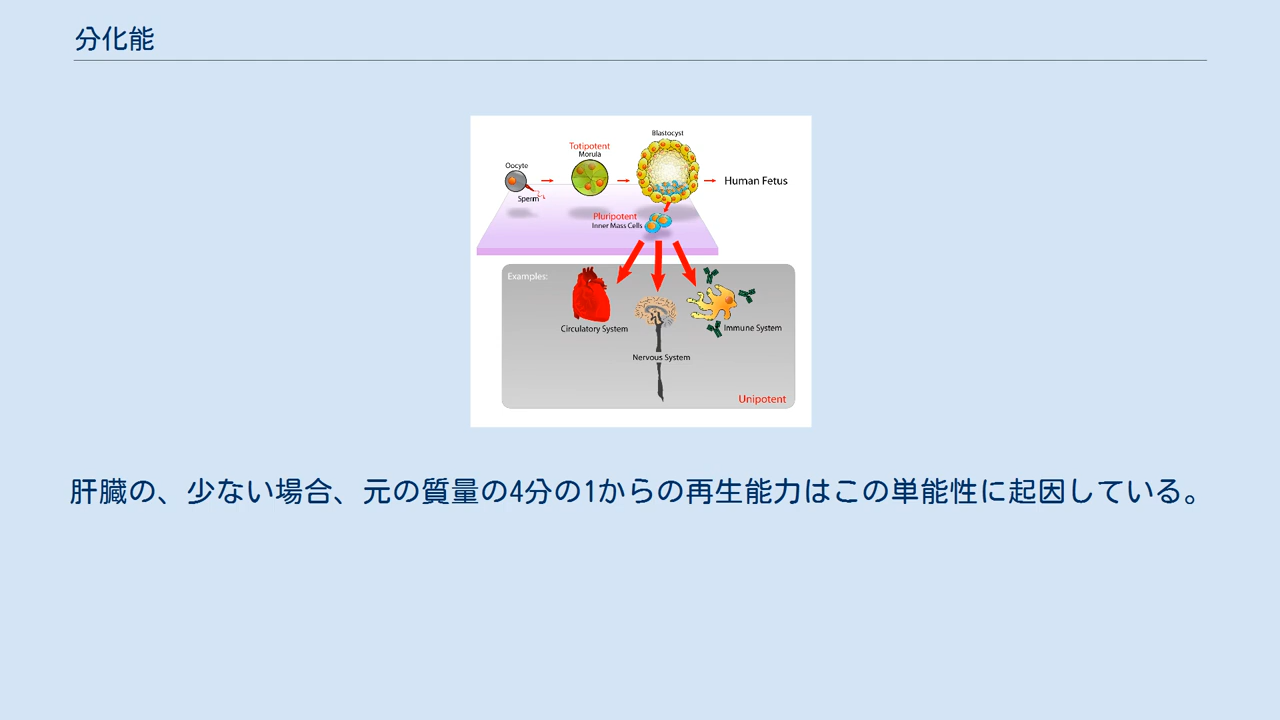 分化能
Blastocyst
Totipotent
Morula
Oocyte
Human Fetus
Sperm
Pluripotent
Inner Mass Cells
Examples:
Circulatory System
Immune System
Nervous System
Unipotent
肝臓の、少ない場合、元の質量の4分の1からの再生能力はこの単能性に起因している。